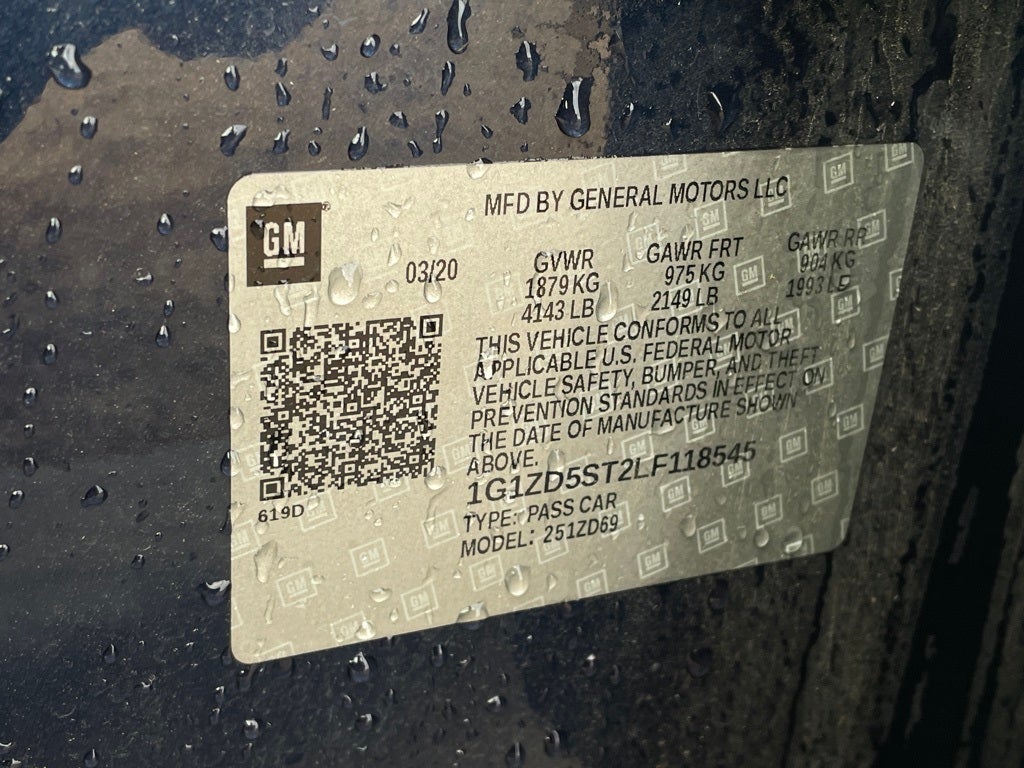 GM
MFD BY GENERAL MOTORS LLC
03/20
GVWR GAWR FRT GAWR RR
1879 KG 975 KG 904 KG
4143 LB 2149 LB 1993 LB
THIS VEHICLE CONFORMS TO ALL
APPLICABLE U.S. FEDERAL MOTOR
VEHICLE SAFETY, BUMPER, AND THEFT
PREVENTION STANDARDS IN EFFECT ON
THE DATE OF MANUFACTURE SHOWN
ABOVE.
1G1ZD5ST2LF118545
619D
TYPE: PASS CAR
MODEL: 251ZD69